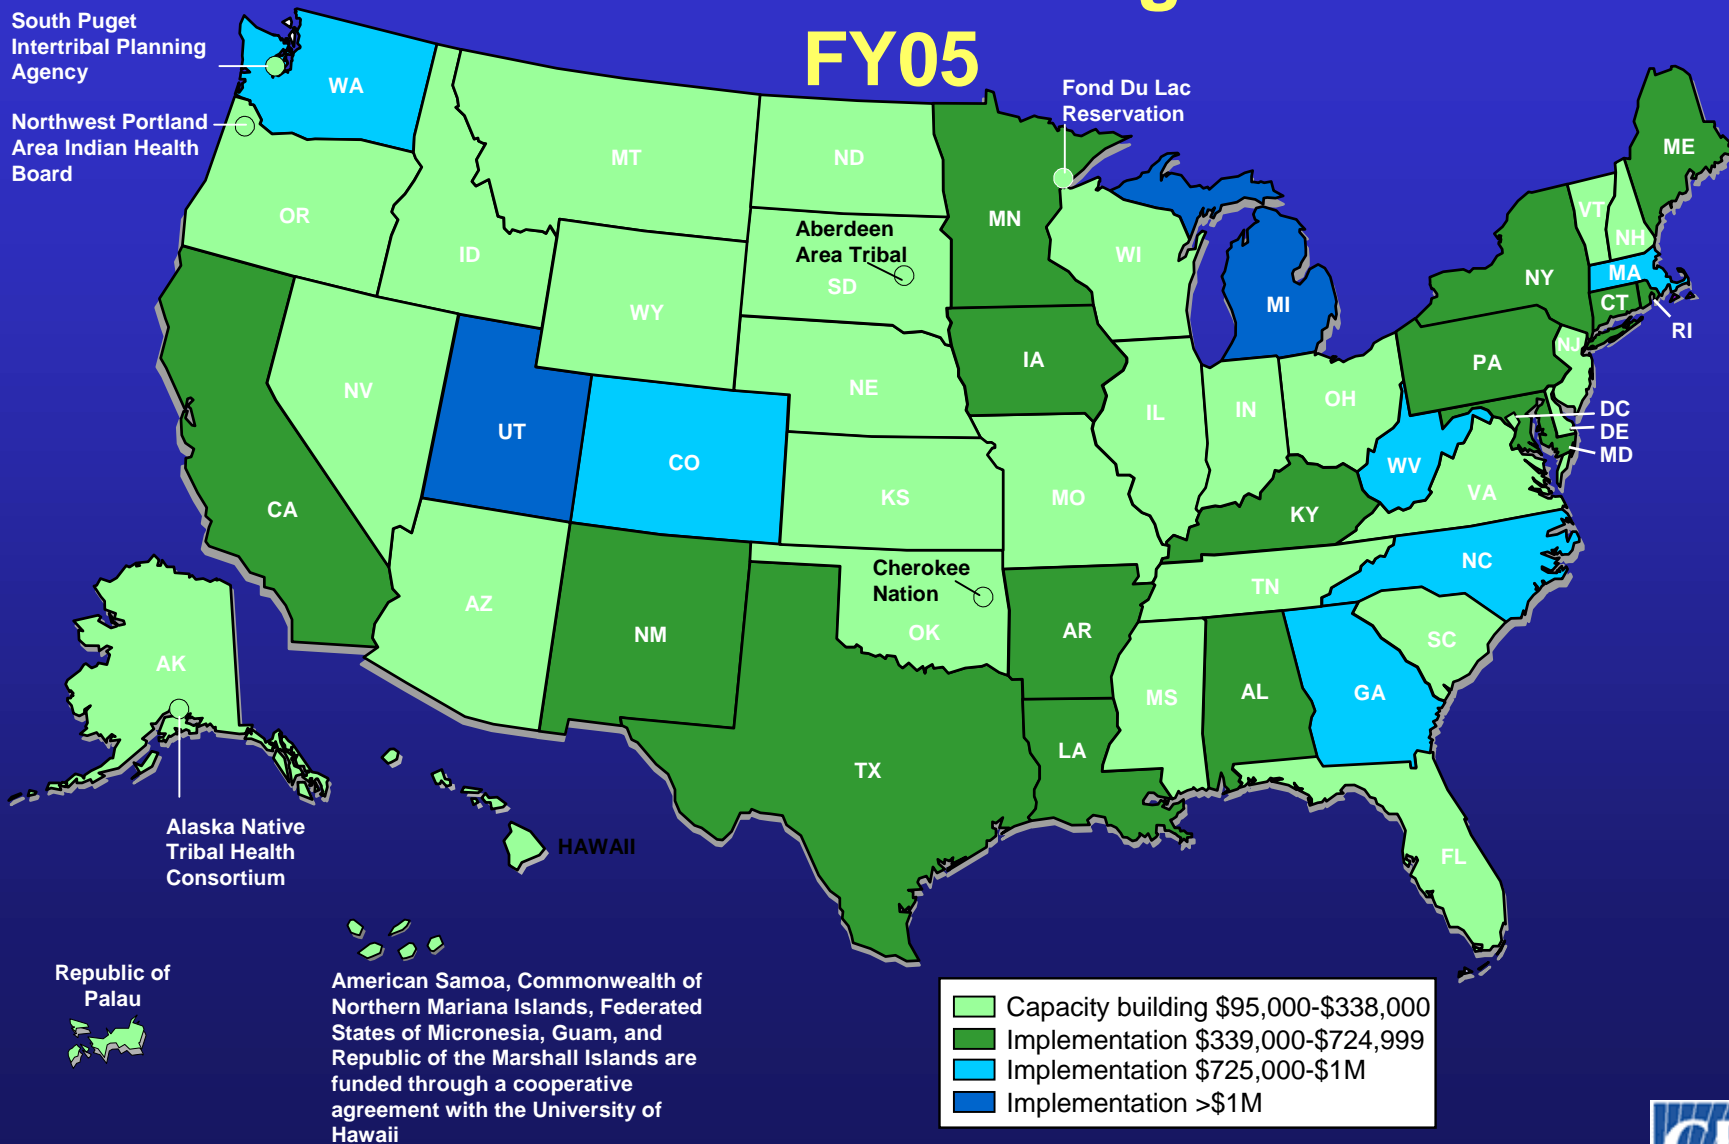 FY05
South Puget
Intertribal Planning
Agency
Northwest Portland
Area Indian Health
Board
Fond Du Lac
Reservation
Aberdeen
Area Tribal
Cherokee
Nation
Alaska Native
Tribal Health
Consortium
HAWAII
Republic of
Palau
American Samoa, Commonwealth of
Northern Mariana Islands, Federated
States of Micronesia, Guam, and
Republic of the Marshall Islands are
funded through a cooperative
agreement with the University of
Hawaii
WA
OR
ID
MT
ND
SD
WY
NE
NV
UT
CO
KS
CA
AZ
NM
OK
TX
MN
IA
MO
AR
LA
WI
IL
IN
MI
OH
KY
TN
MS
AL
GA
FL
SC
NC
VA
WV
PA
NY
VT
NH
ME
MA
CT
RI
NJ
DC
DE
MD
AK
Capacity building $95,000-$338,000
Implementation $339,000-$724,999
Implementation $725,000-$1M
Implementation >$1M